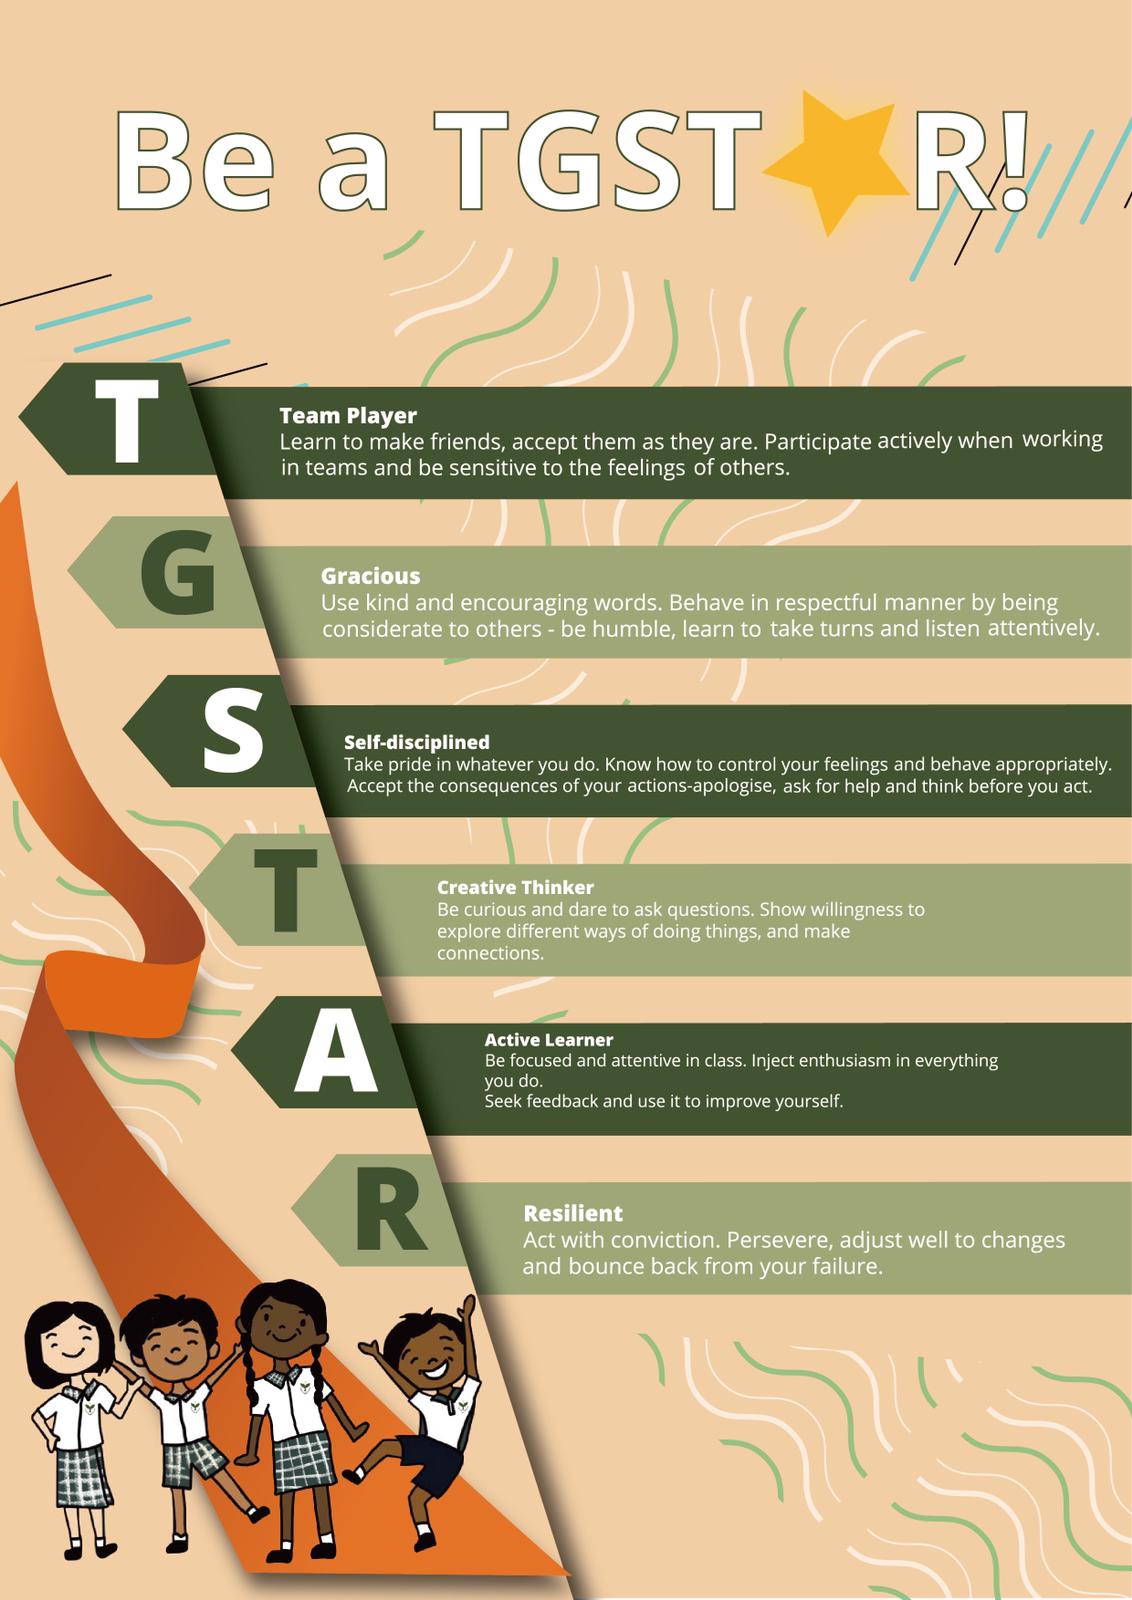 Be a TGST★R!
T
Team Player
Learn to make friends, accept them as they are. Participate actively when working
in teams and be sensitive to the feelings of others.
G
Gracious
Use kind and encouraging words. Behave in respectful manner by being
considerate to others - be humble, learn to take turns and listen attentively.
S
Self-disciplined
Take pride in whatever you do. Know how to control your feelings and behave appropriately.
Accept the consequences of your actions-apologise, ask for help and think before you act.
T
Creative Thinker
Be curious and dare to ask questions. Show willingness to
explore different ways of doing things, and make
connections.
A
Active Learner
Be focused and attentive in class. Inject enthusiasm in everything
you do.
Seek feedback and use it to improve yourself.
R
Resilient
Act with conviction. Persevere, adjust well to changes
and bounce back from your failure.